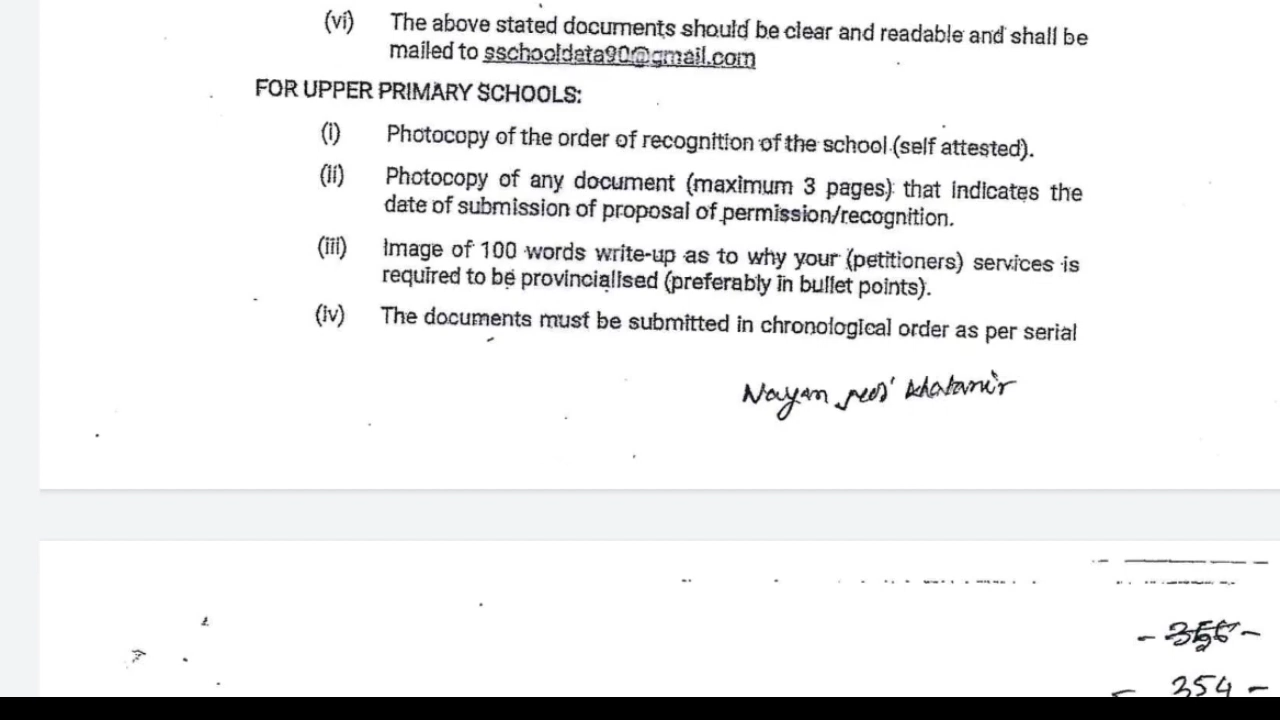 (vi) The above stated documents should be clear and readable and shall be
mailed to sschooldata90@gmail.com
FOR UPPER PRIMARY SCHOOLS:
(i) Photocopy of the order of recognition of the school (self attested).
(ii) Photocopy of any document (maximum 3 pages) that indicates the
date of submission of proposal of permission/recognition.
(iii) Image of 100 words write-up as to why your (petitioners) services is
required to be provincialised (preferably in bullet points).
(iv) The documents must be submitted in chronological order as per serial
Nayan
- 354 -